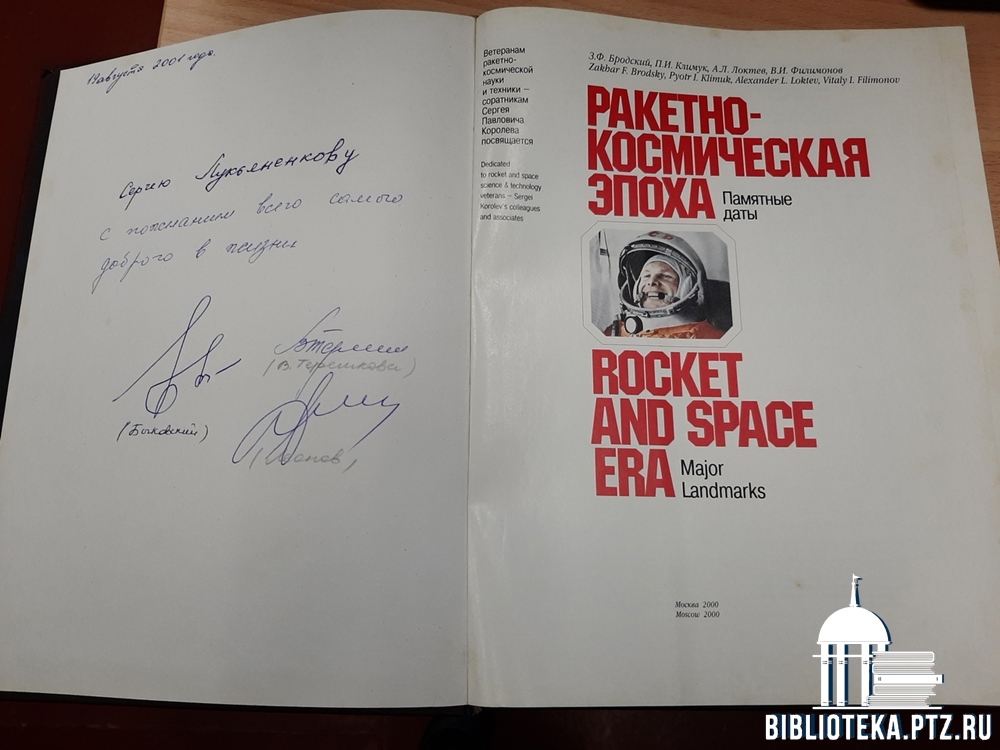 19 августа 2001 года.
Сергею Лукьяненкову
с пожеланием всего самого
доброго в жизни
(В. Терешкова)
(Быковский)
Ветеранам
ракетно-
космической
науки
и техники –
соратникам
Сергея
Павловича
Королева
посвящается
Dedicated
to rocket and space
science & technology
veterans – Sergei
Korolev's colleagues
and associates
З.Ф. Бродский, П.И. Климук, А.Л. Локтев, В.И. Филимонов
Zakhar F. Brodsky, Pyotr I. Klimuk, Alexander L. Loktev, Vitaly I. Filimonov
РАКЕТНО-
КОСМИЧЕСКАЯ
ЭПОХА Памятные
даты
ROCKET
AND SPACE
ERA Major
Landmarks
Москва 2000
Moscow 2000
BIBLIOTEKA.PTZ.RU